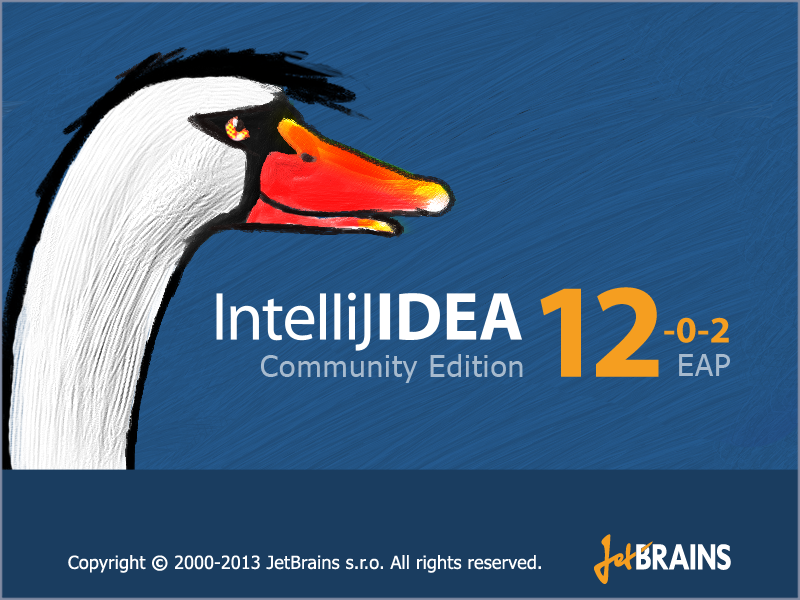 IntelliJIDEA 12-0-2
Community Edition EAP
Copyright © 2000-2013 JetBrains s.r.o. All rights reserved.
JetBRAINS